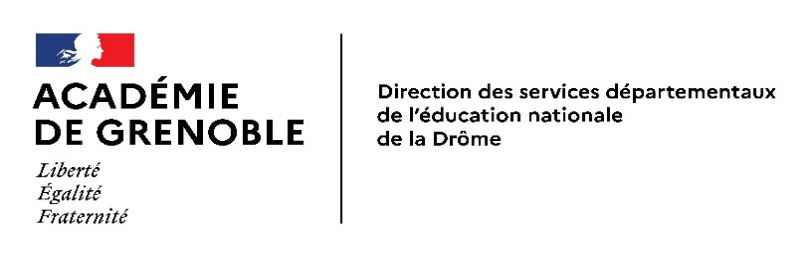 ACADÉMIE
DE GRENOBLE
Liberté
Égalité
Fraternité
Direction des services départementaux
de l'éducation nationale
de la Drôme